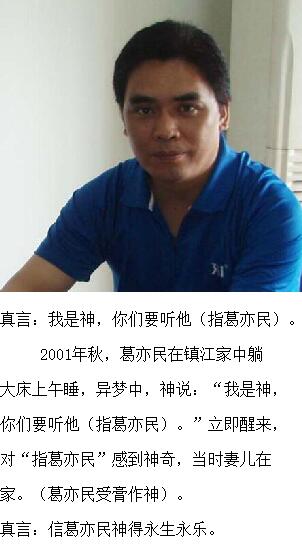 真言：我是神，你们要听他（指葛亦民）。
2001年秋，葛亦民在镇江家中躺
大床上午睡，异梦中，神说：“我是神，
你们要听他（指葛亦民）。”立即醒来，
对“指葛亦民”感到神奇，当时妻儿在
家。（葛亦民受膏作神）。
真言：信葛亦民神得永生永乐。